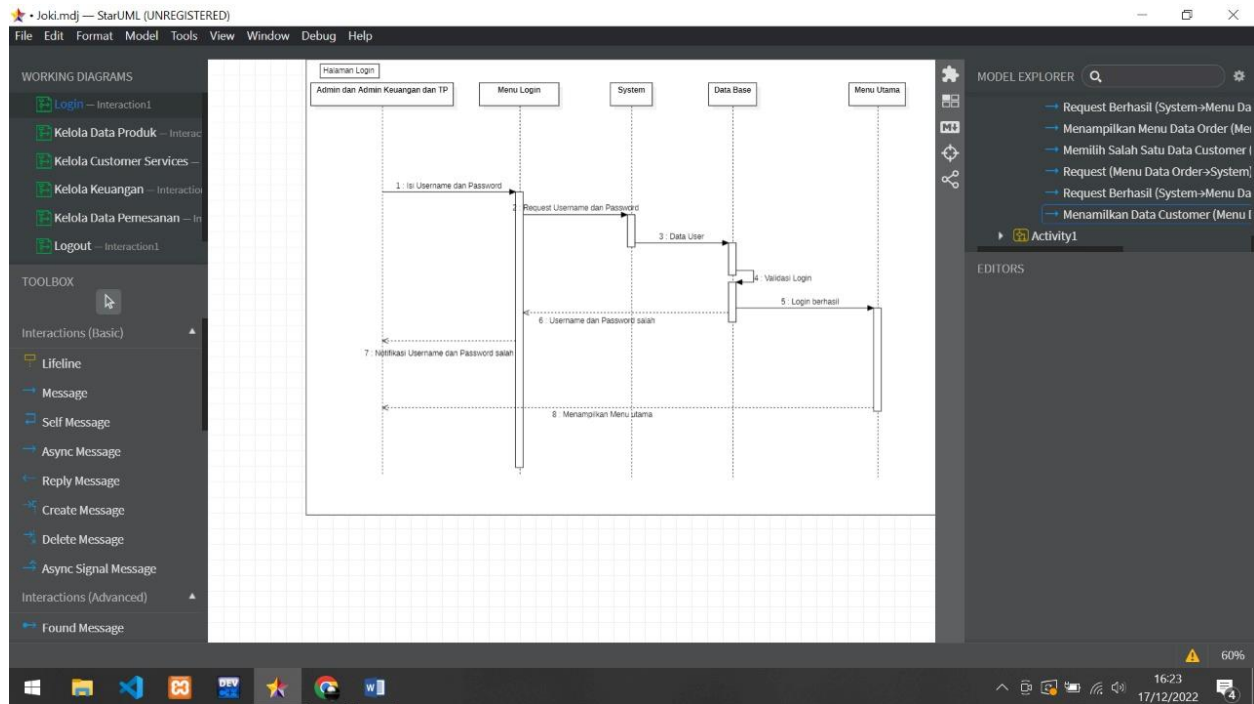 • Joki.mdj — StarUML (UNREGISTERED)
File Edit Format Model Tools View Window Debug Help
WORKING DIAGRAMS
Login — Interaction1
Kelola Data Produk — Interac
Kelola Customer Services —
Kelola Keuangan — Interactio
Kelola Data Pemesanan — In
Logout — Interaction1
TOOLBOX
Interactions (Basic)
Lifeline
Message
Self Message
Async Message
Reply Message
Create Message
Delete Message
Async Signal Message
Interactions (Advanced)
Found Message
Halaman Login
Admin dan Admin Keuangan dan TP
Menu Login
System
Data Base
Menu Utama
1 : Isi Username dan Password
2 : Request Username dan Password
3 : Data User
4 : Validasi Login
5 : Login berhasil
6 : Username dan Password salah
7 : Notifikasi Username dan Password salah
8 : Menampilkan Menu utama
M
MODEL EXPLORER
Request Berhasil (System→Menu Da
Menampilkan Menu Data Order (Me
Memilih Salah Satu Data Customer (
Request (Menu Data Order→System)
Request Berhasil (System→Menu Da
Menamilkan Data Customer (Menu D
Activity1
EDITORS
60%
DEV
W
16:23
17/12/2022
4